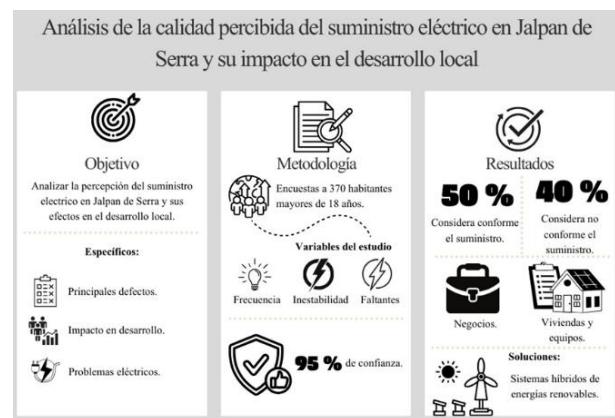 Análisis de la calidad percibida del suministro eléctrico en Jalpan de
Serra y su impacto en el desarrollo local
Objetivo
Analizar la percepción del suministro
electrico en Jalpan de Serra y sus
efectos en el desarrollo local.
Específicos:
Principales defectos.
Impacto en desarrollo.
Problemas eléctricos.
Metodología
Encuestas a 370 habitantes
mayores de 18 años.
Variables del estudio
Frecuencia Inestabilidad Faltantes
95 % de confianza.
Resultados
50 % 40 %
Considera conforme
el suministro.
Considera no
conforme el
suministro.
Negocios.
Viviendas y
equipos.
Soluciones:
Sistemas híbridos de
energías renovables.